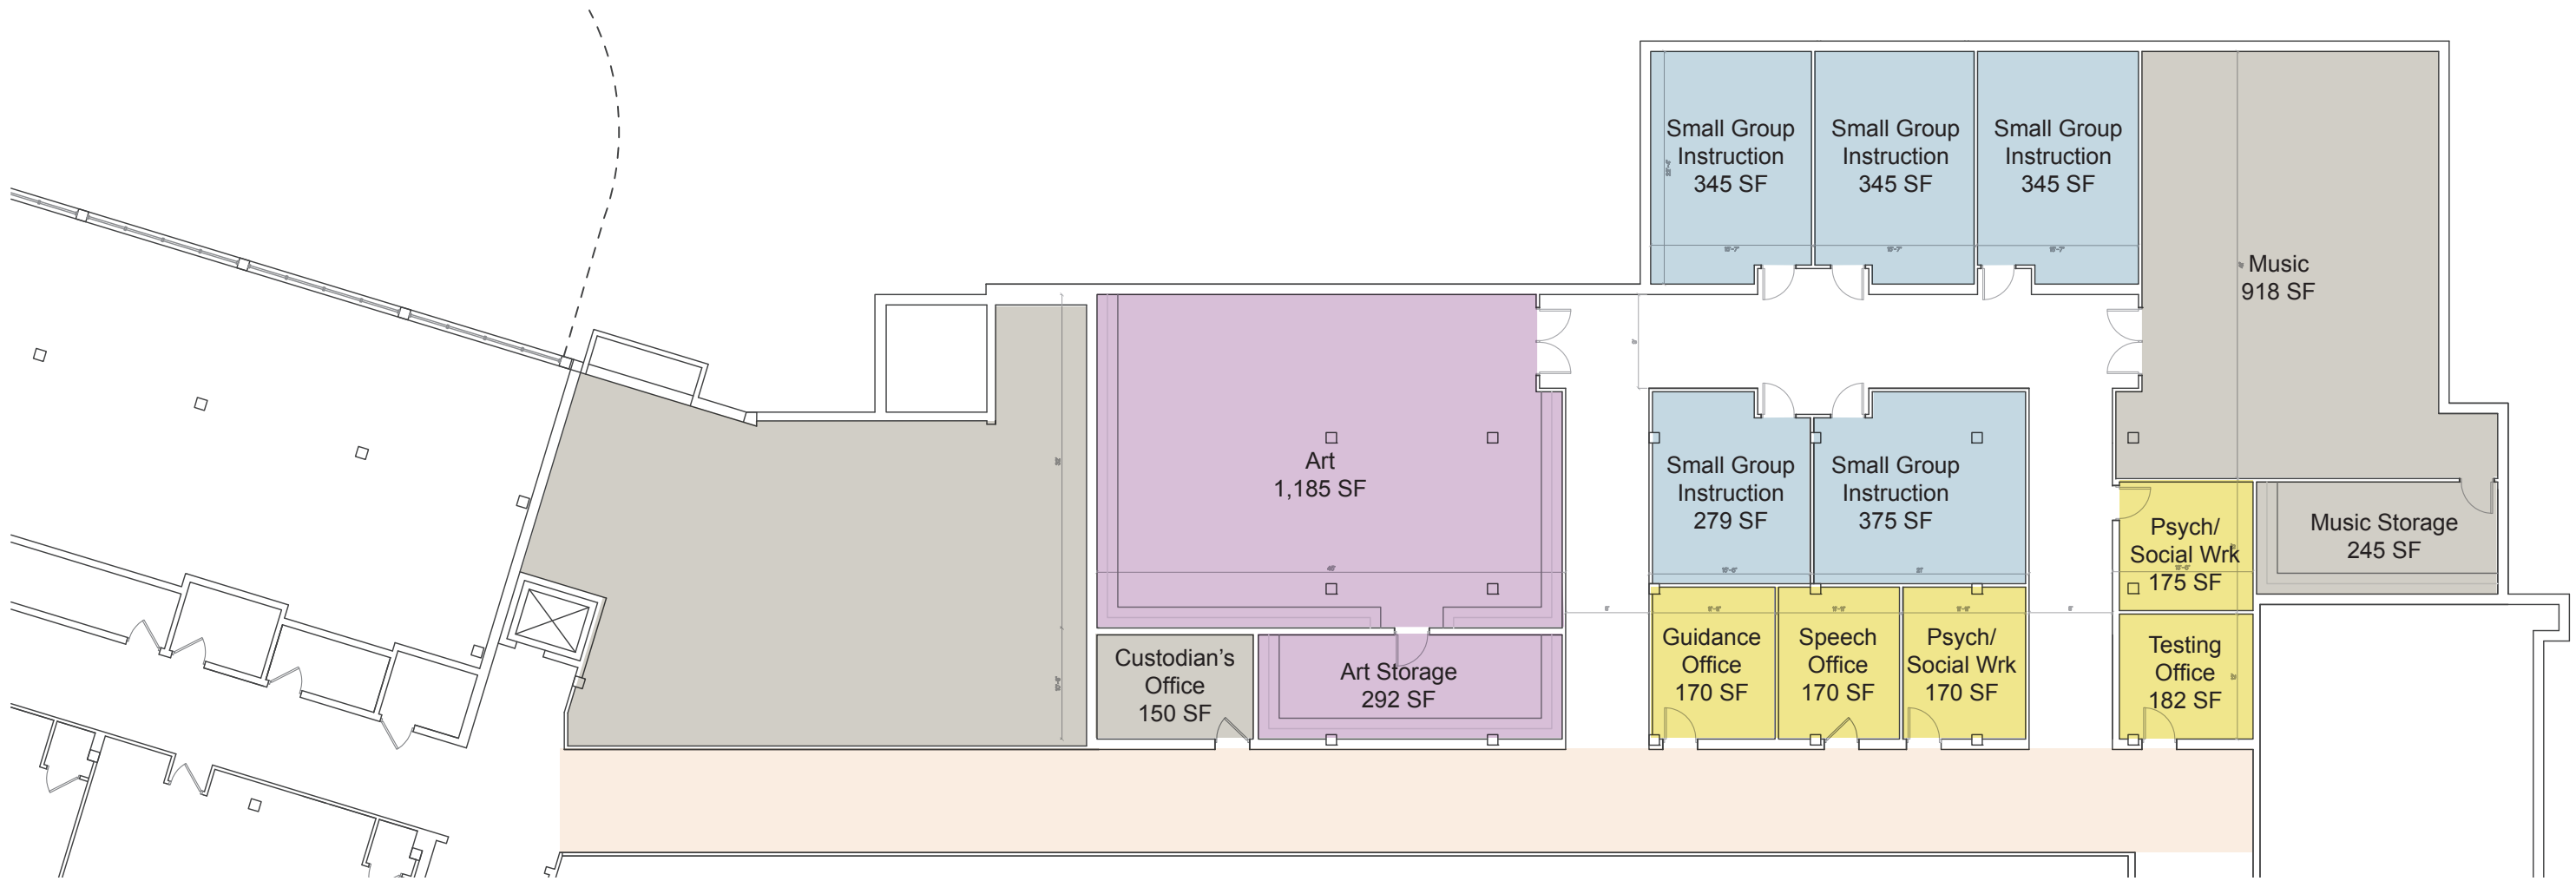 Small Group
Instruction
345 SF
Small Group
Instruction
345 SF
Small Group
Instruction
345 SF
Music
918 SF
Art
1,185 SF
Small Group
Instruction
279 SF
Small Group
Instruction
375 SF
Psych/
Social Wrk
175 SF
Music Storage
245 SF
Custodian's
Office
150 SF
Art Storage
292 SF
Guidance
Office
170 SF
Speech
Office
170 SF
Psych/
Social Wrk
170 SF
Testing
Office
182 SF